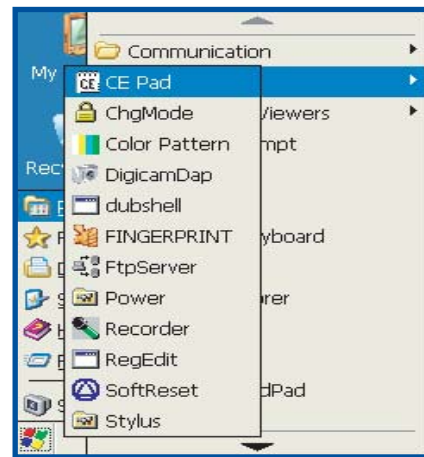 Communication
My
CE Pad
ChgMode
Viewers
Color Pattern
mpt
Rec
DigicamDap
dubshell
FINGERPRINT
yboard
FtpServer
Power
rer
Recorder
RegEdit
SoftReset
dPad
Stylus